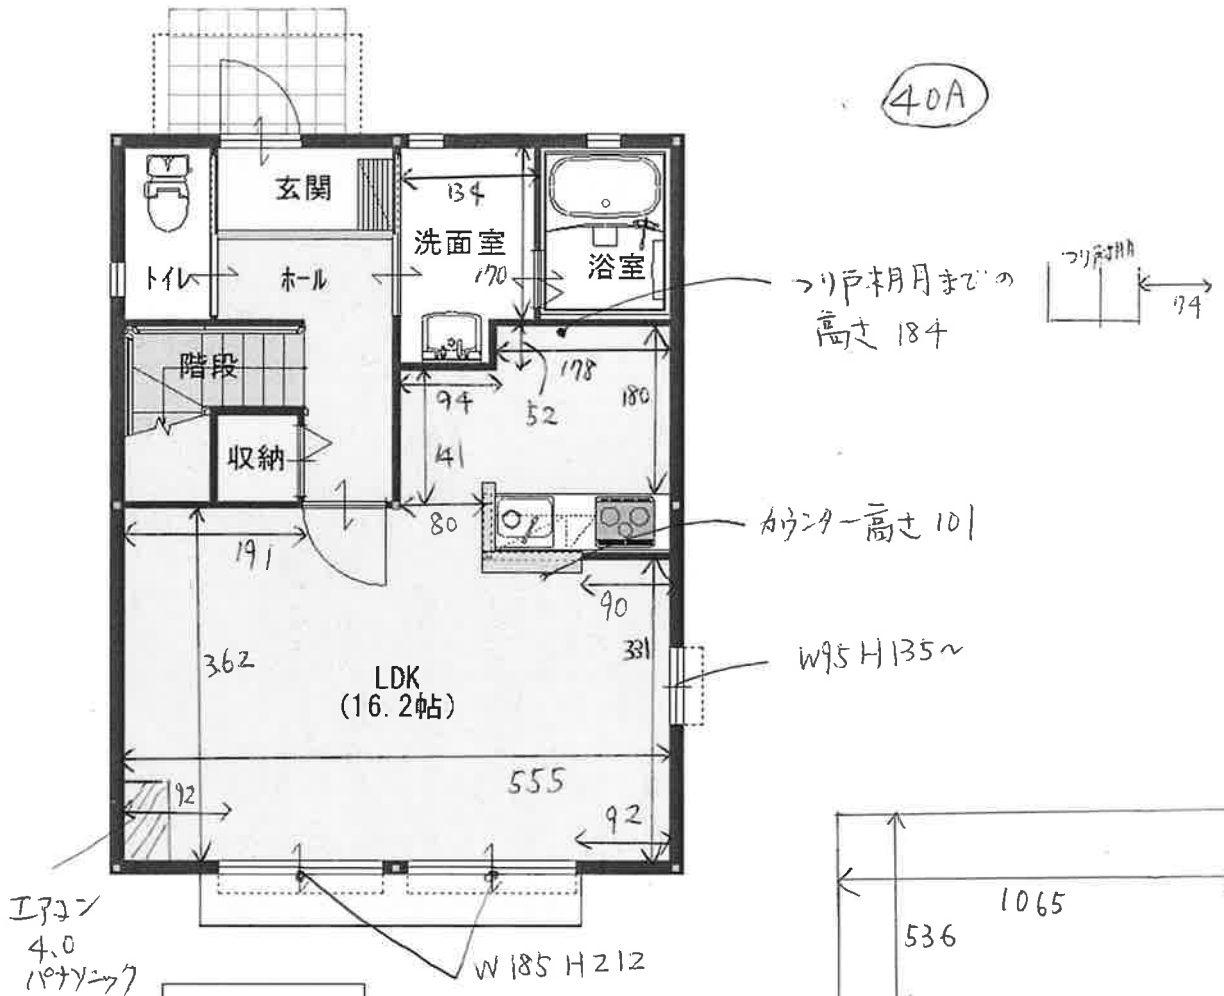 40A
玄関
134
洗面室
170
浴室
トイレ
ホール
つり戸棚までの
高さ 184
つり戸棚
74
階段
178
94
52
180
141
収納
80
カウンター高さ 101
191
90
362
331
W95 H135~
LDK
(16.2帖)
555
92
92
エアコン
4.0
パナソニック
W185 H212
1065
536